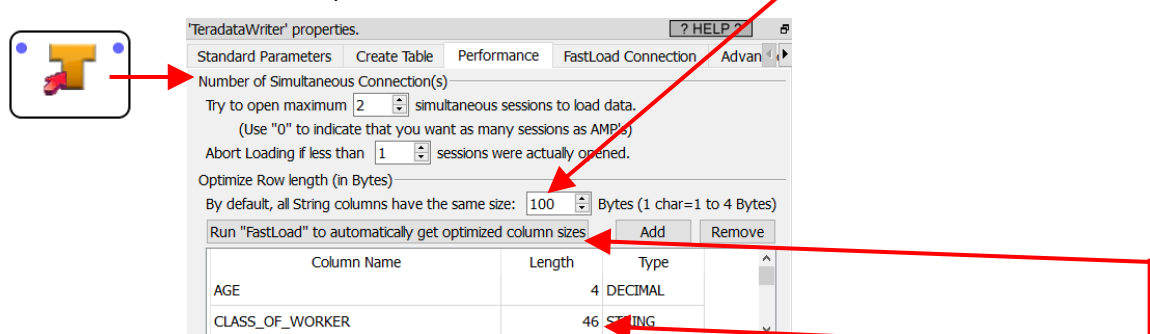 'TeradataWriter' properties.
? HELP ?
Standard Parameters Create Table Performance FastLoad Connection Advan
Number of Simultaneous Connection(s)
Try to open maximum 2 simultaneous sessions to load data.
(Use "0" to indicate that you want as many sessions as AMP's)
Abort Loading if less than 1 sessions were actually opened.
Optimize Row length (in Bytes)
By default, all String columns have the same size: 100 Bytes (1 char=1 to 4 Bytes)
Run "FastLoad" to automatically get optimized column sizes Add Remove
Column Name Length Type
AGE 4 DECIMAL
CLASS_OF_WORKER 46 STRING